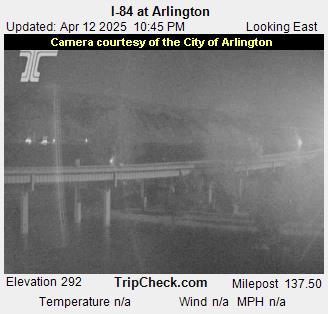 I-84 at Arlington
Updated: Apr 12 2025 10:45 PM Looking East
Camera courtesy of the City of Arlington
Elevation 292 TripCheck.com Milepost 137.50
Temperature n/a Wind n/a MPH n/a